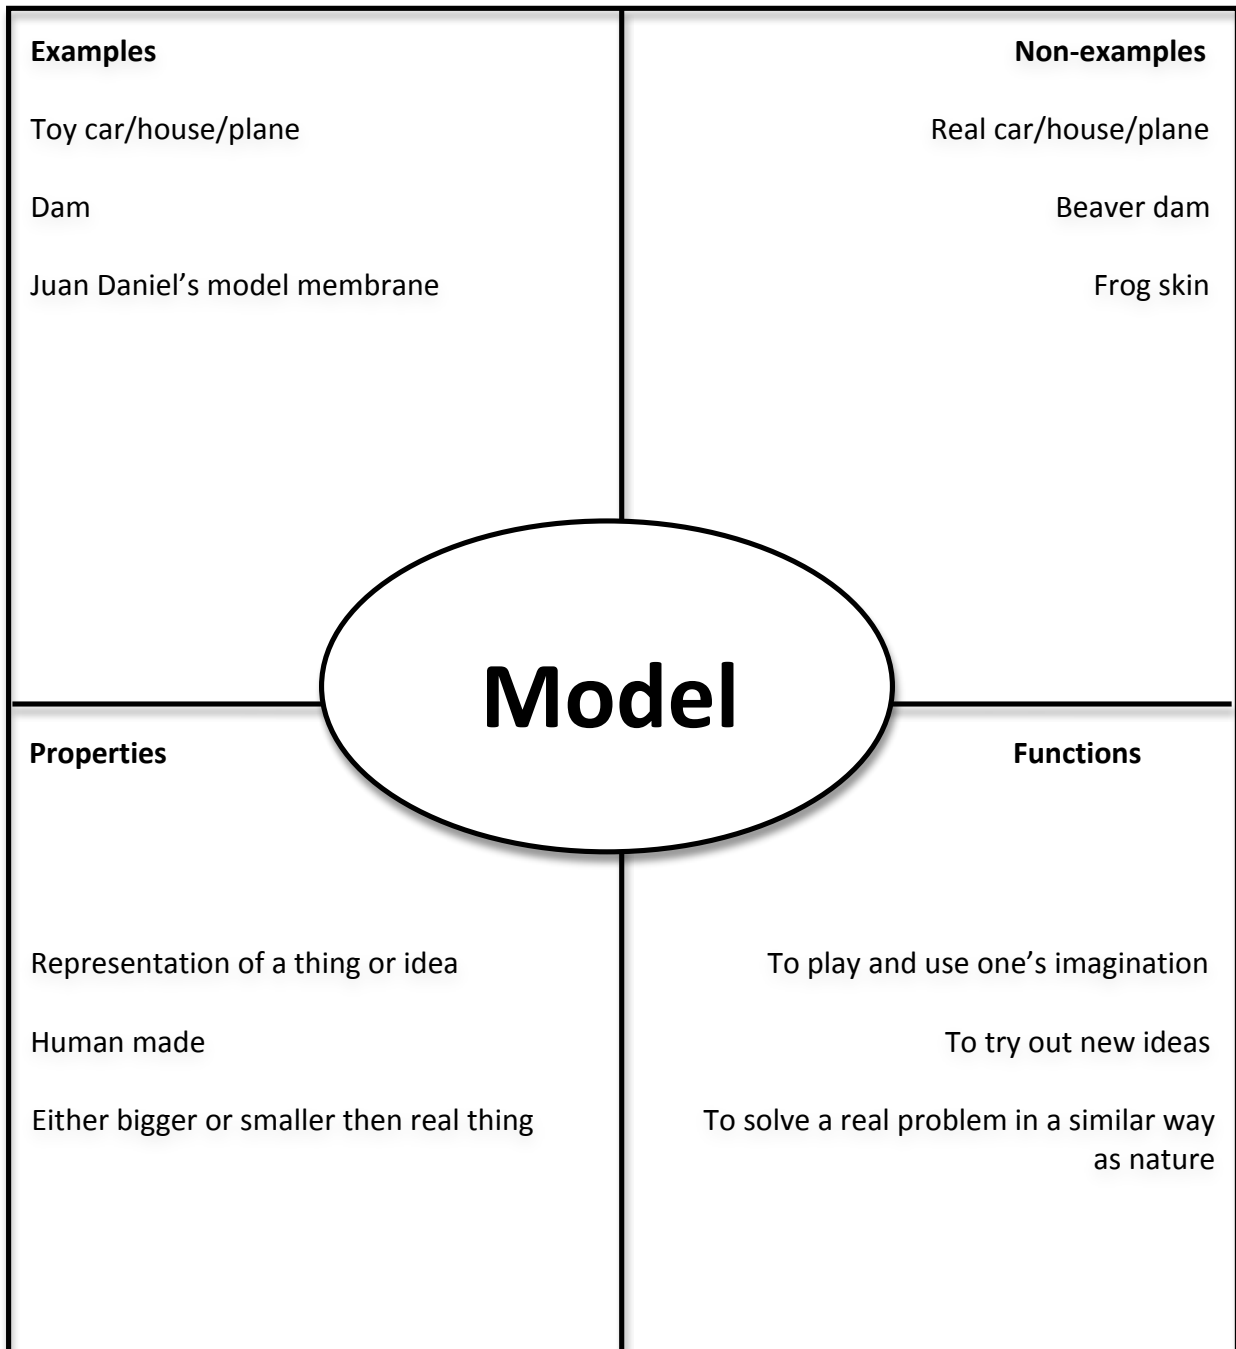 Examples
Toy car/house/plane
Dam
Juan Daniel’s model membrane
Non-examples
Real car/house/plane
Beaver dam
Frog skin
Model
Properties
Representation of a thing or idea
Human made
Either bigger or smaller then real thing
Functions
To play and use one’s imagination
To try out new ideas
To solve a real problem in a similar way
as nature